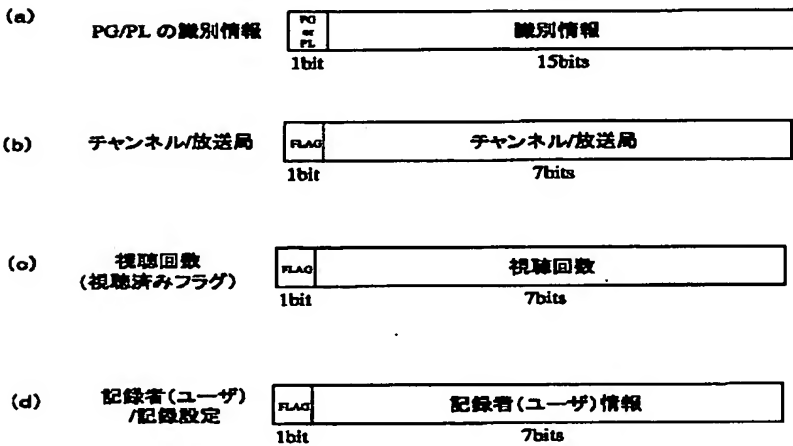 (a)
PG/PL の識別情報
PG
or
PL
識別情報
1bit
15bits
(b)
チャンネル/放送局
FLAG
チャンネル/放送局
1bit
7bits
(c)
視聴回数
(視聴済みフラグ)
FLAG
視聴回数
1bit
7bits
(d)
記録者(ユーザ)
/記録設定
FLAG
記録者(ユーザ)情報
1bit
7bits